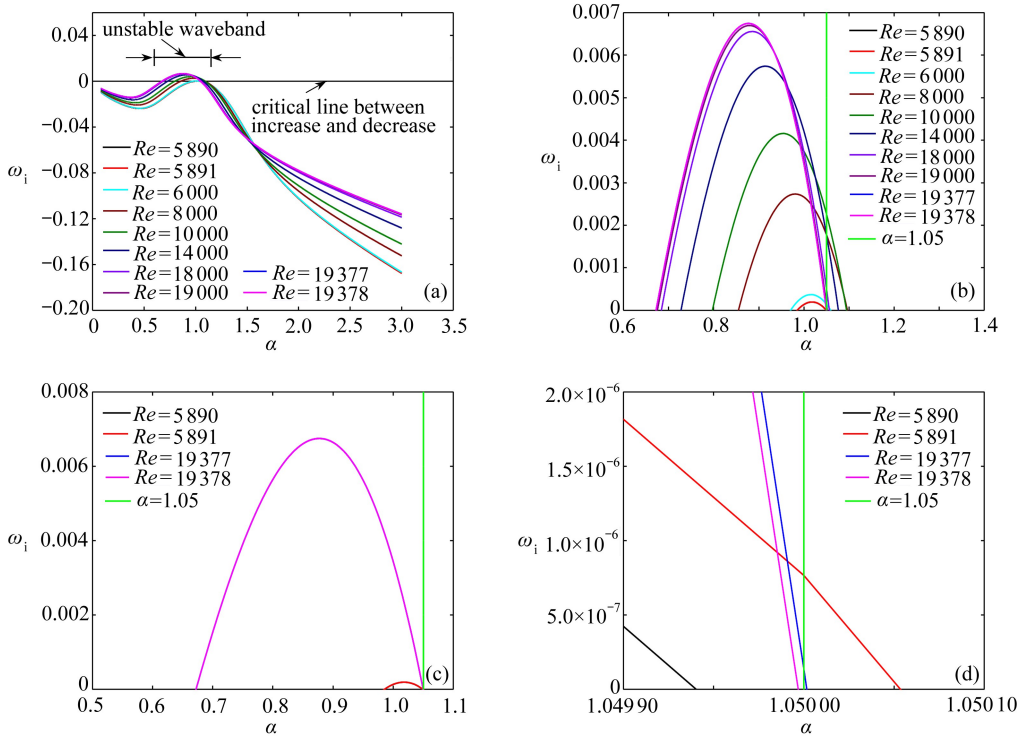 0.04
0
−0.04
−0.08
−0.12
−0.16
−0.20
ωi
unstable waveband
critical line between
increase and decrease
Re=5 890
Re=5 891
Re=6 000
Re=8 000
Re=10 000
Re=14 000
Re=18 000
Re=19 000
Re=19 377
Re=19 378
(a)
0 0.5 1.0 1.5 2.0 2.5 3.0 3.5
α
0.007
0.006
0.005
0.004
0.003
0.002
0.001
0
ωi
Re=5 890
Re=5 891
Re=6 000
Re=8 000
Re=10 000
Re=14 000
Re=18 000
Re=19 000
Re=19 377
Re=19 378
α=1.05
(b)
0.6 0.8 1.0 1.2 1.4
α
0.008
0.006
0.004
0.002
0
ωi
Re=5 890
Re=5 891
Re=19 377
Re=19 378
α=1.05
(c)
0.5 0.6 0.7 0.8 0.9 1.0 1.1
α
2.0×10⁻⁶
1.5×10⁻⁶
1.0×10⁻⁶
5.0×10⁻⁷
0
ωi
Re=5 890
Re=5 891
Re=19 377
Re=19 378
α=1.05
(d)
1.049 90 1.050 00 1.050 10
α